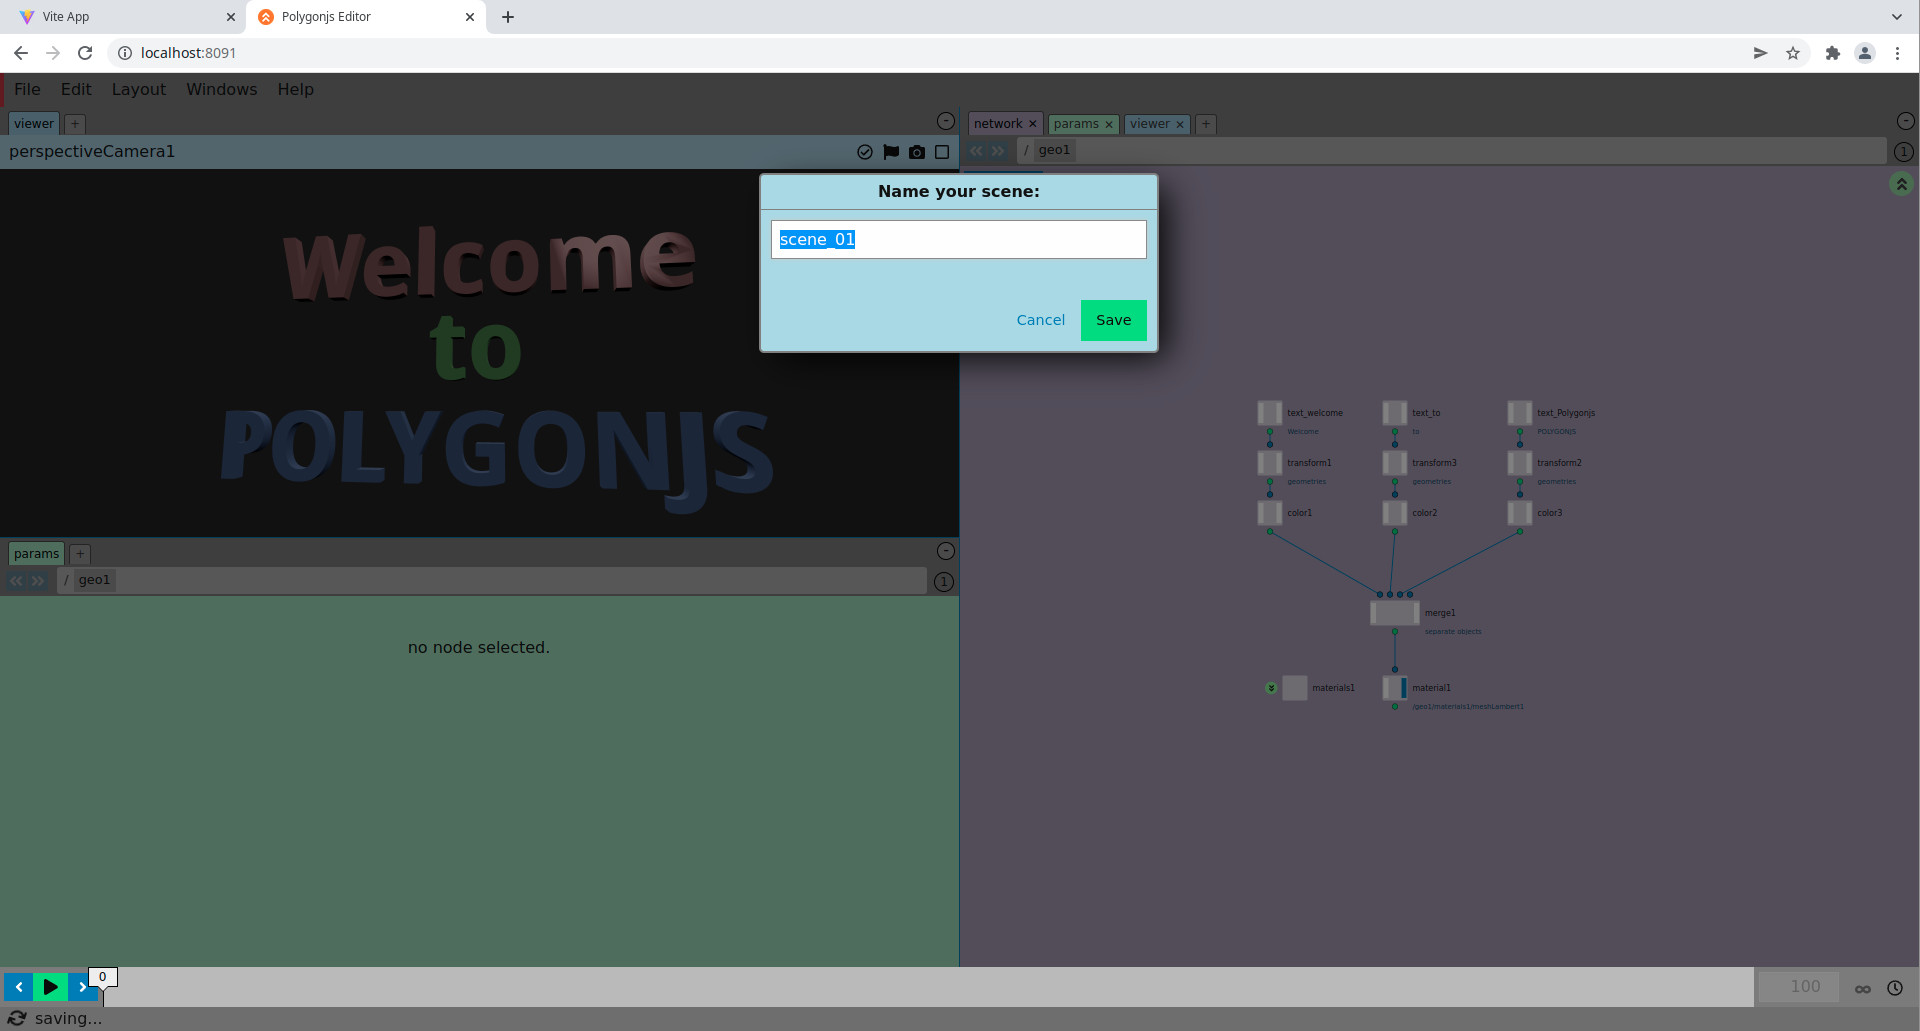 Vite App
Polygonjs Editor
localhost:8091
File Edit Layout Windows Help
viewer +
perspectiveCamera1
Welcome
to
POLYGONJS
params +
/ geo1
1
no node selected.
network params viewer +
/ geo1
1
Name your scene:
scene_01
Cancel Save
text_welcome text_to text_Polygonjs
Welcome to POLYGONJS
transform1 transform3 transform2
geometries geometries geometries
color1 color2 color3
merge1
separate objects
materials1 material1
/geo1/materials1/meshLambert1
0
100
saving...